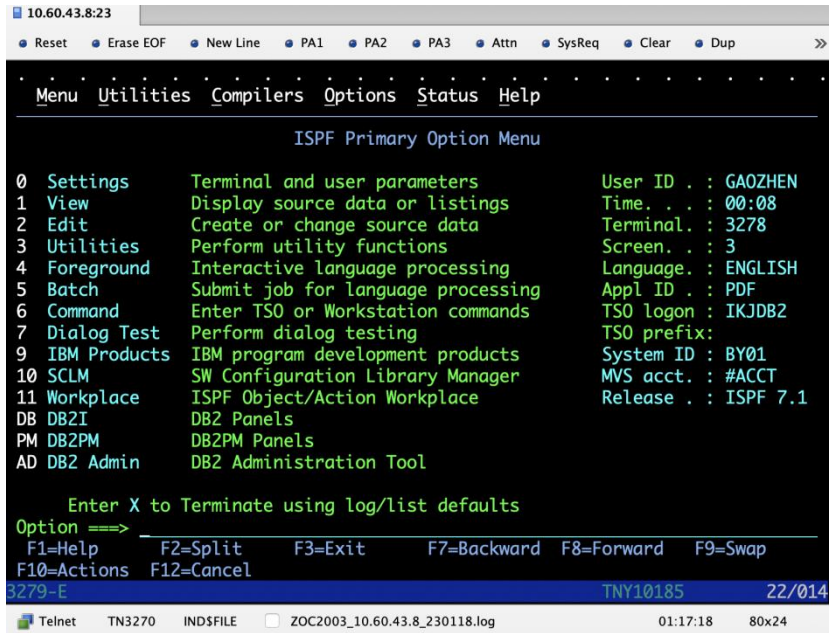 10.60.43.8:23
Reset Erase EOF New Line PA1 PA2 PA3 Attn SysReq Clear Dup »
. . . . . . . . . . . . . . . . . . . . . . . . . .
Menu Utilities Compilers Options Status Help
ISPF Primary Option Menu
0 Settings Terminal and user parameters User ID . : GAOZHEN
1 View Display source data or listings Time. . . : 00:08
2 Edit Create or change source data Terminal. : 3278
3 Utilities Perform utility functions Screen. . : 3
4 Foreground Interactive language processing Language. : ENGLISH
5 Batch Submit job for language processing Appl ID . : PDF
6 Command Enter TSO or Workstation commands TSO logon : IKJDB2
7 Dialog Test Perform dialog testing TSO prefix:
9 IBM Products IBM program development products System ID : BY01
10 SCLM SW Configuration Library Manager MVS acct. : #ACCT
11 Workplace ISPF Object/Action Workplace Release . : ISPF 7.1
DB DB2I DB2 Panels
PM DB2PM DB2PM Panels
AD DB2 Admin DB2 Administration Tool
Enter X to Terminate using log/list defaults
Option ===> _
F1=Help F2=Split F3=Exit F7=Backward F8=Forward F9=Swap
F10=Actions F12=Cancel
3279-E TNY10185 22/014
Telnet TN3270 IND$FILE ZOC2003_10.60.43.8_230118.log 01:17:18 80x24